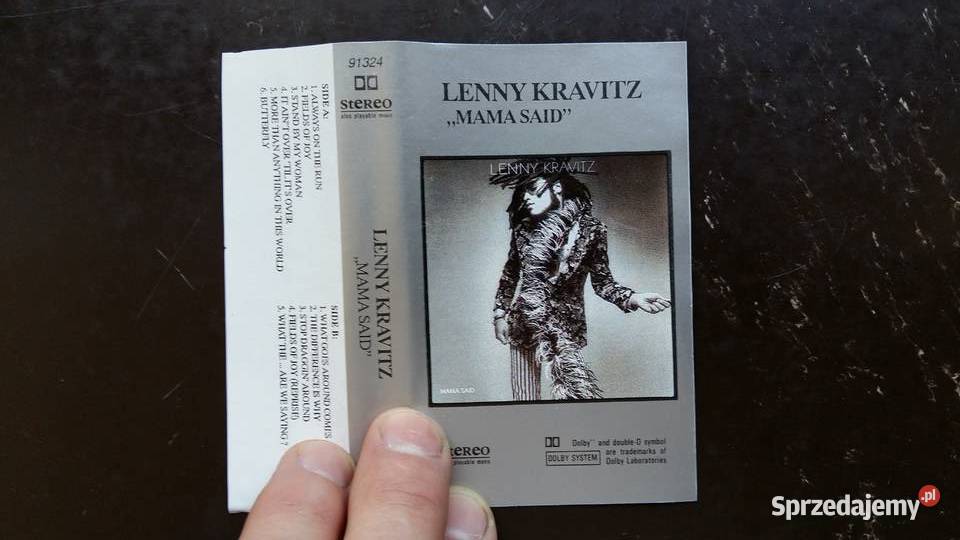 SIDE A:
1. ALWAYS ON THE RUN
2. FIELDS OF JOY
3. STAND BY MY WOMAN
4. IT AIN'T OVER 'TIL IT'S OVER
5. MORE THAN ANYTHING IN THIS WORLD
6. BUTTERFLY
SIDE B:
1. WHAT GOES AROUND COMES
2. THE DIFFERENCE IS WHY
3. STOP DRAGGIN' AROUND
4. FIELDS OF JOY (REPRISE)
5. WHAT THE ... ARE WE SAYING ?
91324
STEREO
also playable mono
LENNY KRAVITZ
„MAMA SAID”
STEREO
playable mono
LENNY KRAVITZ
„MAMA SAID”
LENNY KRAVITZ
MAMA SAID
Dolby™ and double-D symbol
are trademarks of
Dolby Laboratories
DOLBY SYSTEM
Sprzedajemy.pl